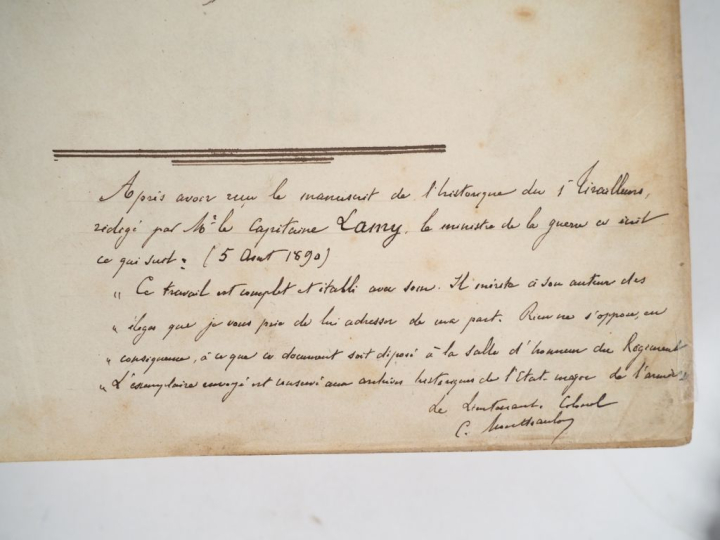 Après avoir reçu le manuscrit de l'historique du 1er Tirailleurs,
rédigé par Mr le Capitaine Lamy, le ministre de la guerre a écrit
ce qui suit : (5 Aout 1890)
" Ce travail est complet et établi avec soin. Il mérite à son auteur des
" éloges que je vous prie de lui adresser de ma part. Rien ne s'oppose, en
" conséquence, à ce que ce document soit déposé à la salle d'honneur du Régiment
" L'exemplaire envoyé est conservé aux archives historiques de l'Etat major de l'armée "
Le Lieutenant Colonel
C.